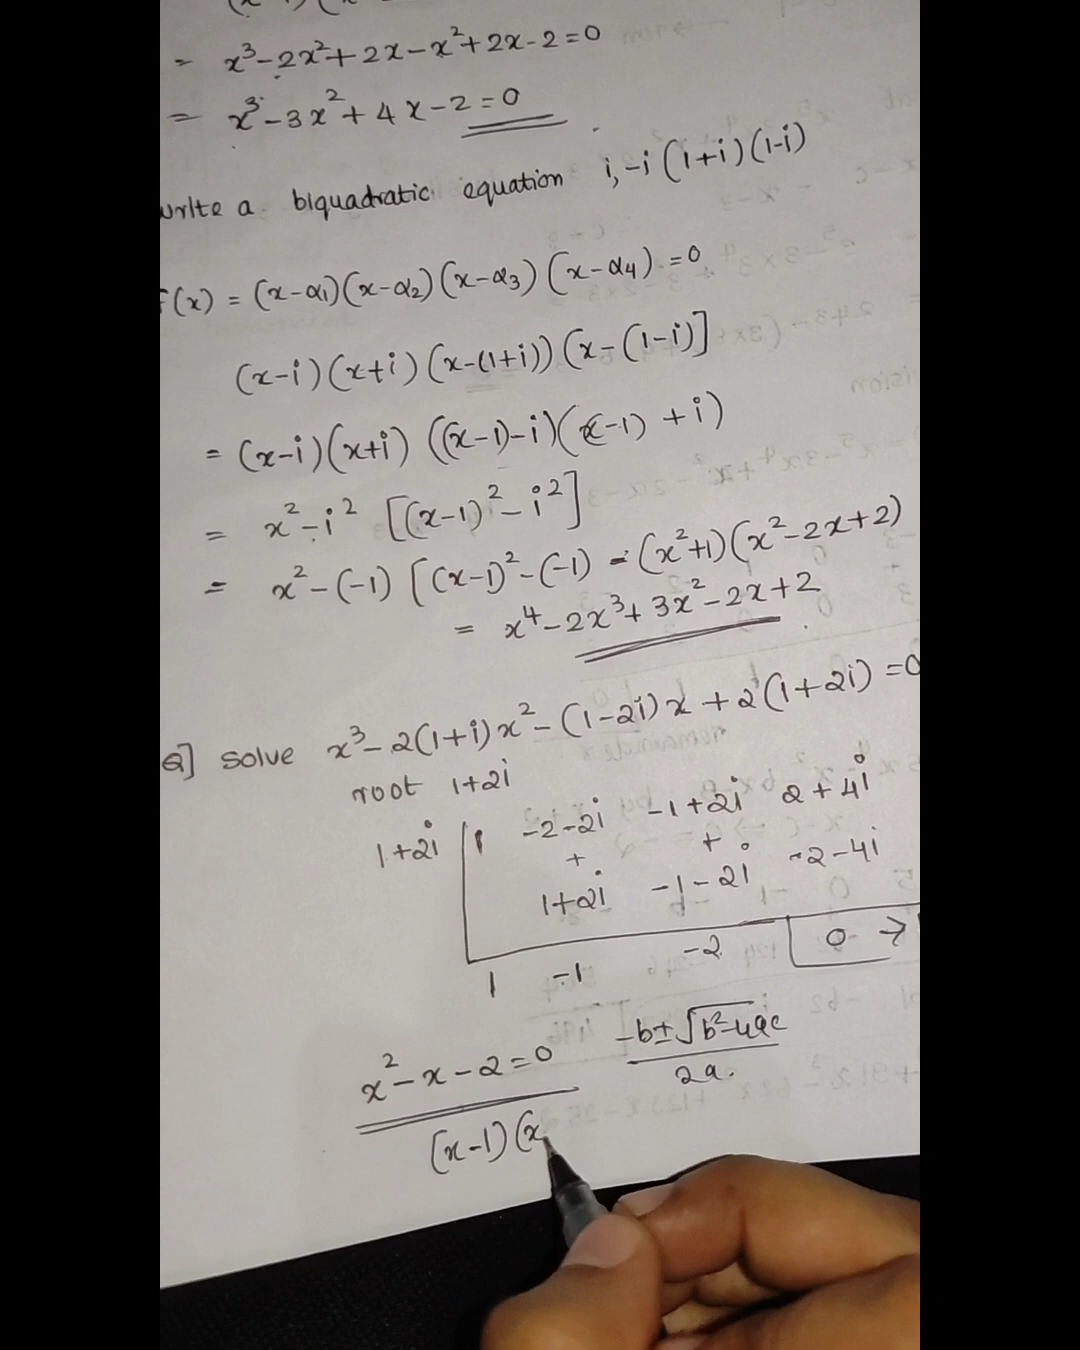 = x³-2x²+2x-x²+2x-2=0
= x³-3x²+4x-2=0
write a biquadratic equation i,-i (1+i)(1-i)
f(x) = (x-α₁)(x-α₂)(x-α₃)(x-α₄)=0
(x-i)(x+i)(x-(1+i))(x-(1-i)]
= (x-i)(x+i)((x-1)-i)(x-1)+i)
= x²-i² [(x-1)²-i²]
= x²-(-1) [(x-1)²-(-1) = (x²+1)(x²-2x+2)
= x⁴-2x³+3x²-2x+2
Q] solve x³-2(1+i)x²-(1-2i)x+2(1+2i)=0
root 1+2i
1+2i | 1 -2-2i -1+2i 2+4i
+ +
1+2i -1-2i -2-4i
1 -1 -2 0 →
x²-x-2=0 -b±√b²-4ac
2a.
(x-1)(x